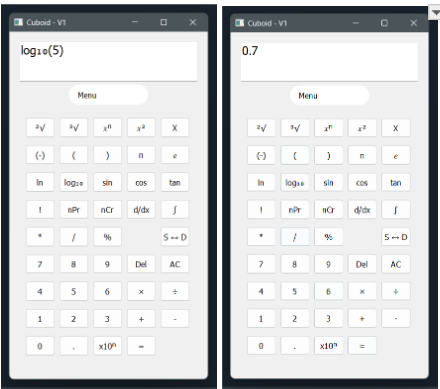 Cuboid - V1
log₁₀(5)
Menu
³√ ˣ√ xⁿ x² X
(-) ( ) π e
ln log₁₀ sin cos tan
! nPr nCr d/dx ∫
* / % S ↔ D
7 8 9 Del AC
4 5 6 × ÷
1 2 3 + -
0 . x10ⁿ =
Cuboid - V1
0.7
Menu
³√ ˣ√ xⁿ x² X
(-) ( ) π e
ln log₁₀ sin cos tan
! nPr nCr d/dx ∫
* / % S ↔ D
7 8 9 Del AC
4 5 6 × ÷
1 2 3 + -
0 . x10ⁿ =